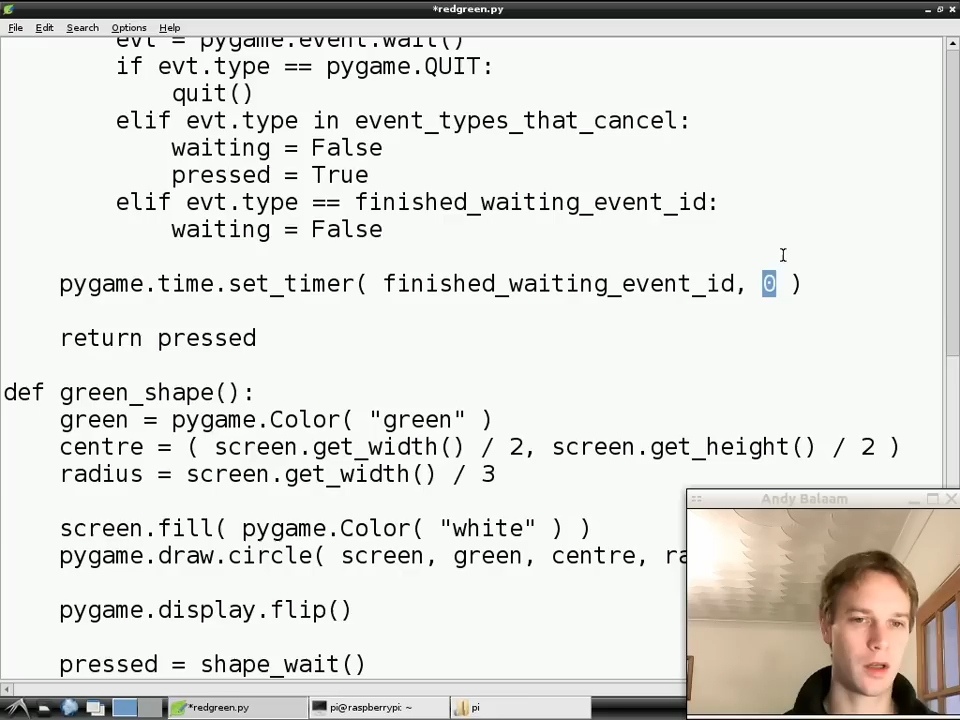 *redgreen.py
File Edit Search Options Help
evt = pygame.event.wait()
if evt.type == pygame.QUIT:
quit()
elif evt.type in event_types_that_cancel:
waiting = False
pressed = True
elif evt.type == finished_waiting_event_id:
waiting = False
pygame.time.set_timer( finished_waiting_event_id, 0 )
return pressed
def green_shape():
green = pygame.Color( "green" )
centre = ( screen.get_width() / 2, screen.get_height() / 2 )
radius = screen.get_width() / 3
screen.fill( pygame.Color( "white" ) )
pygame.draw.circle( screen, green, centre, ra
pygame.display.flip()
pressed = shape_wait()
Andy Balaam
*redgreen.py
pi@raspberrypi: ~
pi